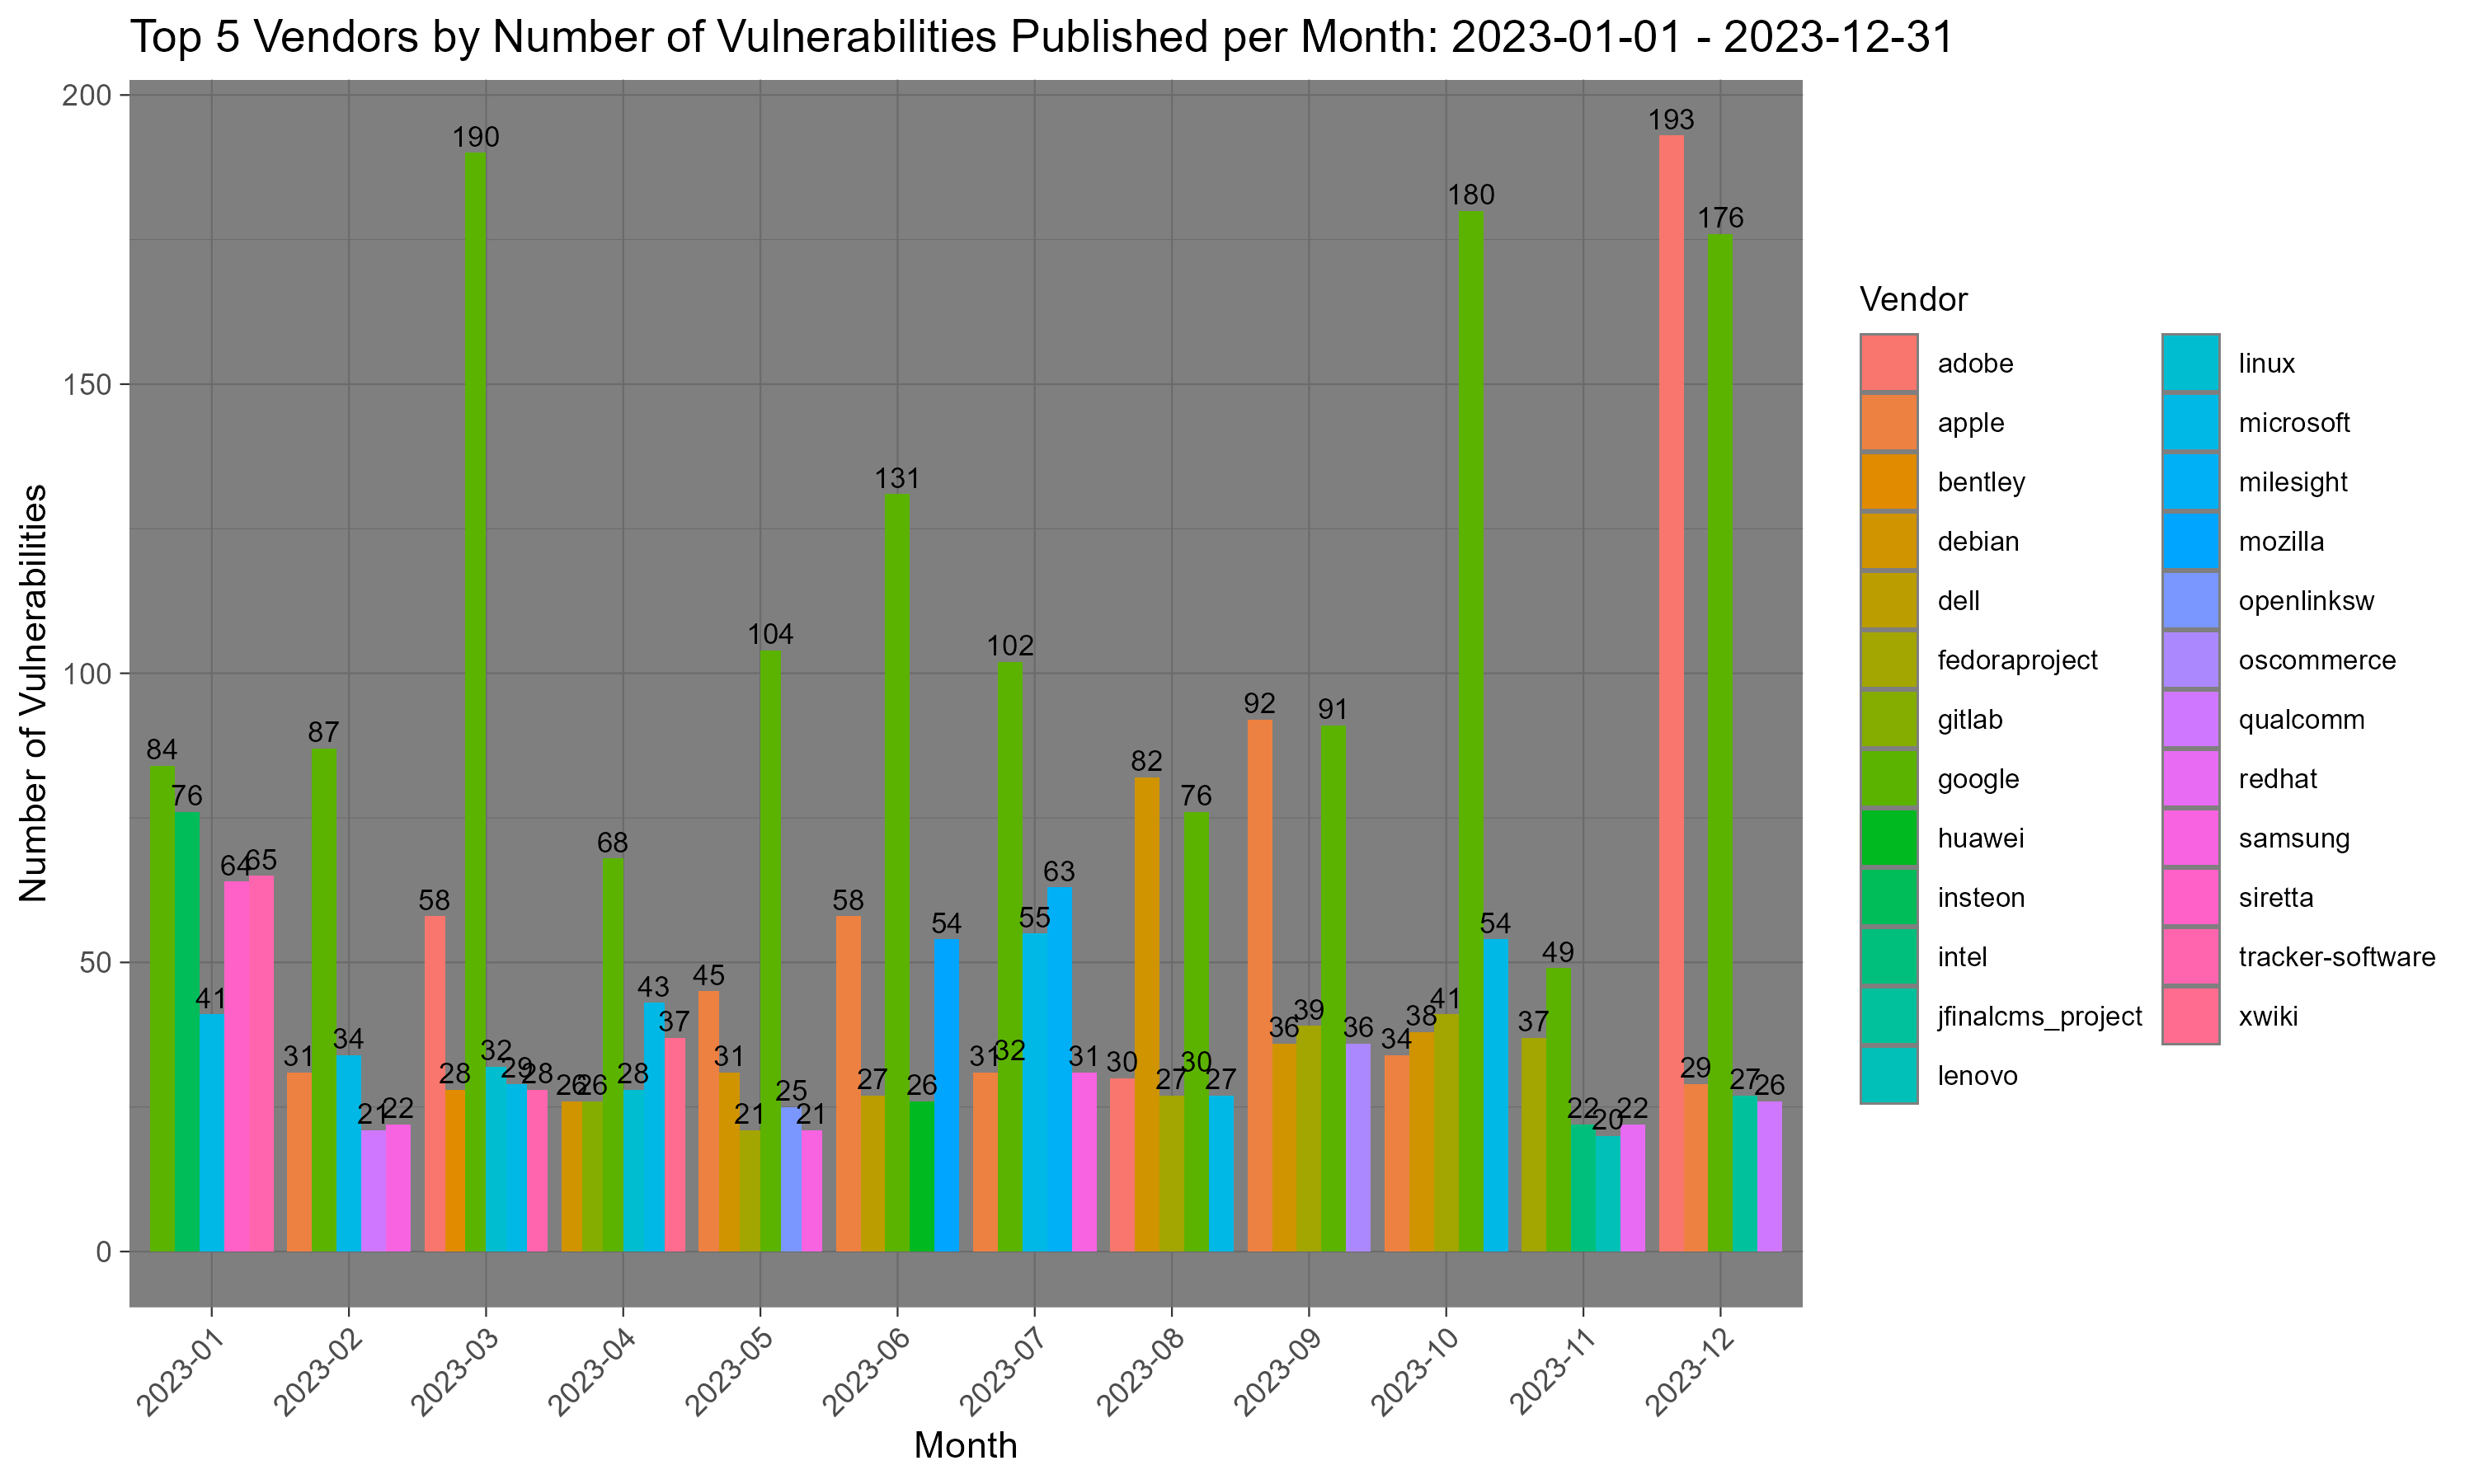 Top 5 Vendors by Number of Vulnerabilities Published per Month: 2023-01-01 - 2023-12-31
Number of Vulnerabilities
200
150
100
50
0
84
76
41
64
65
31
87
34
21
22
58
28
190
32
29
28
26
26
68
28
43
37
45
31
21
104
25
21
58
27
131
26
54
31
32
102
55
63
31
30
82
27
30
76
27
92
36
39
91
36
34
38
41
180
54
37
49
22
20
22
193
29
176
27
26
2023-01
2023-02
2023-03
2023-04
2023-05
2023-06
2023-07
2023-08
2023-09
2023-10
2023-11
2023-12
Month
Vendor
adobe
apple
bentley
debian
dell
fedoraproject
gitlab
google
huawei
insteon
intel
jfinalcms_project
lenovo
linux
microsoft
milesight
mozilla
openlinksw
oscommerce
qualcomm
redhat
samsung
siretta
tracker-software
xwiki